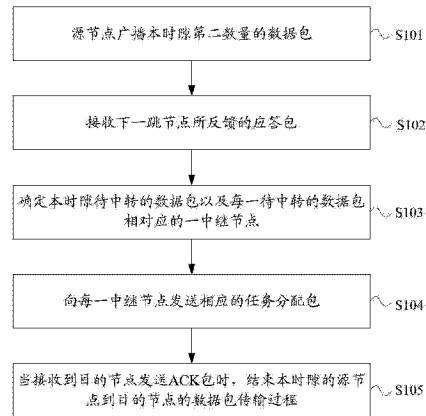 源节点广播本时隙第二数量的数据包
S101
接收下一跳节点所反馈的应答包
S102
确定本时隙待中转的数据包以及每一待中转的数据包
相对应的一中继节点
S103
向每一中继节点发送相应的任务分配包
S104
当接收到目的节点发送ACK包时，结束本时隙的源节
点到目的节点的数据包传输过程
S105